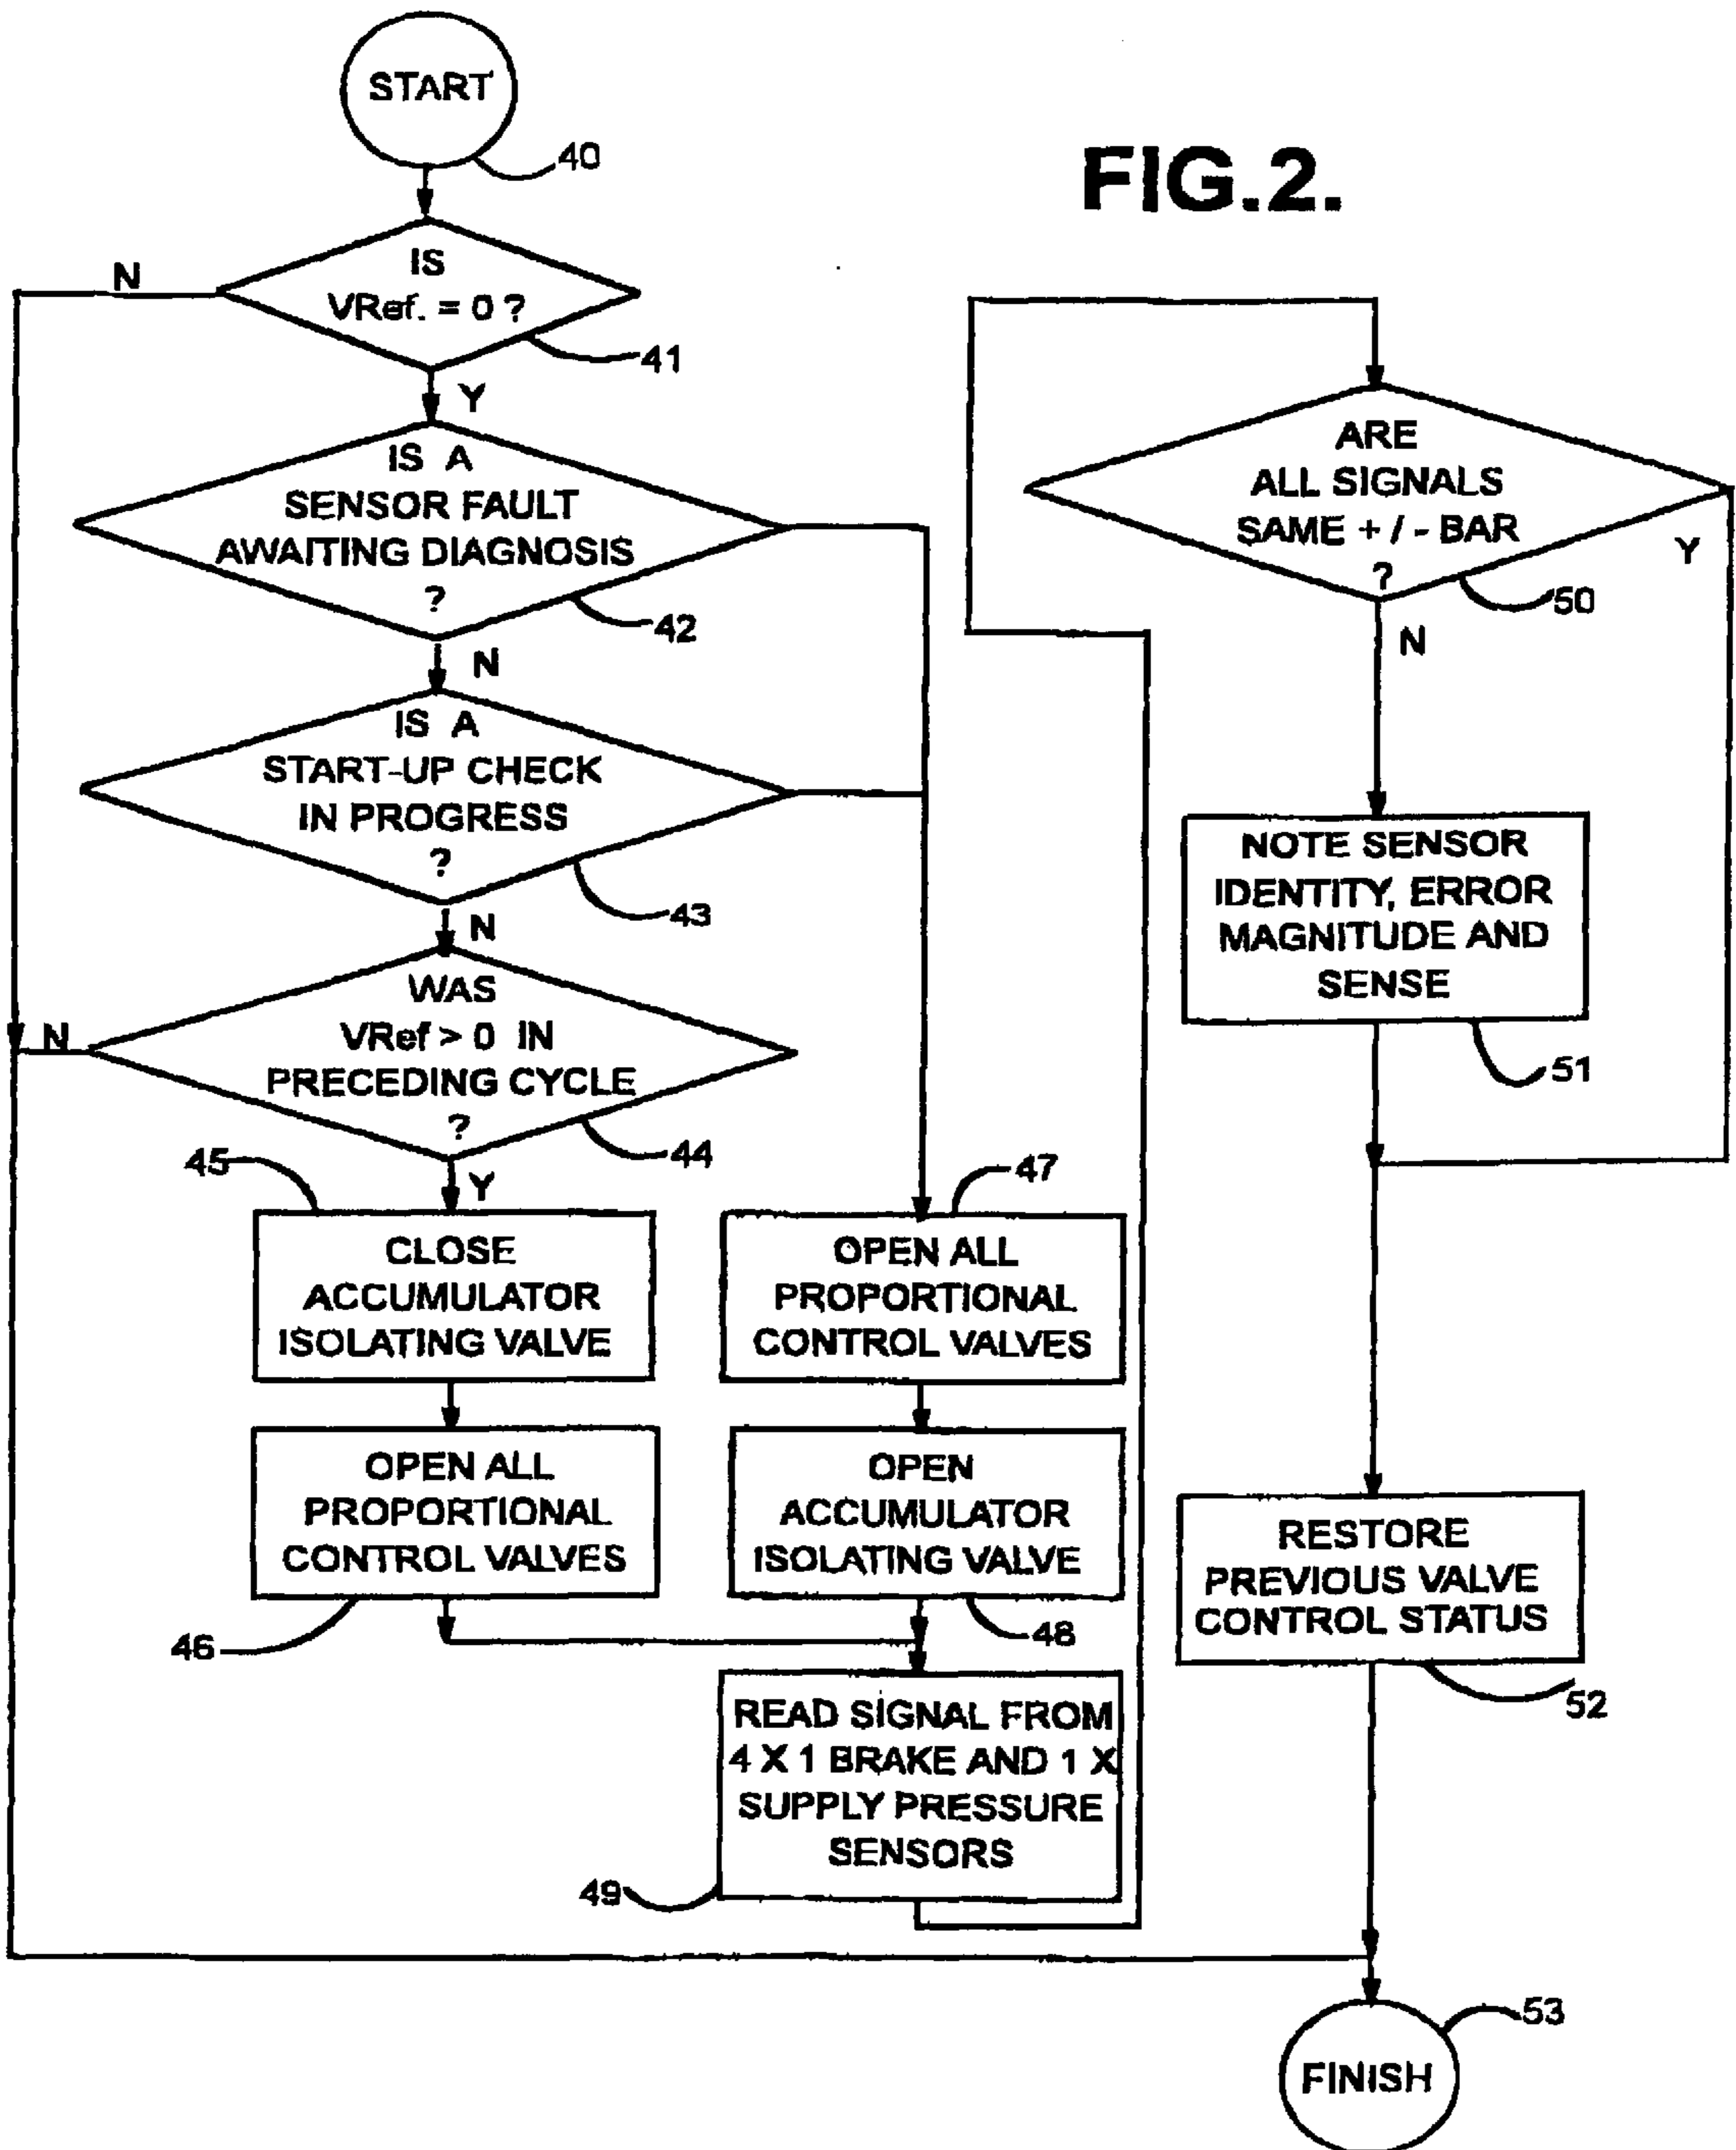 START
40
FIG.2.
IS
VRef. = 0 ?
N
41
Y
IS A
SENSOR FAULT
AWAITING DIAGNOSIS
?
42
N
IS A
START-UP CHECK
IN PROGRESS
?
43
N
WAS
VRef > 0 IN
PRECEDING CYCLE
?
N
44
Y
45
CLOSE
ACCUMULATOR
ISOLATING VALVE
OPEN ALL
PROPORTIONAL
CONTROL VALVES
46
47
OPEN ALL
PROPORTIONAL
CONTROL VALVES
OPEN
ACCUMULATOR
ISOLATING VALVE
48
READ SIGNAL FROM
4 X 1 BRAKE AND 1 X
SUPPLY PRESSURE
SENSORS
49
ARE
ALL SIGNALS
SAME + / - BAR
?
Y
50
N
NOTE SENSOR
IDENTITY, ERROR
MAGNITUDE AND
SENSE
51
RESTORE
PREVIOUS VALVE
CONTROL STATUS
52
53
FINISH